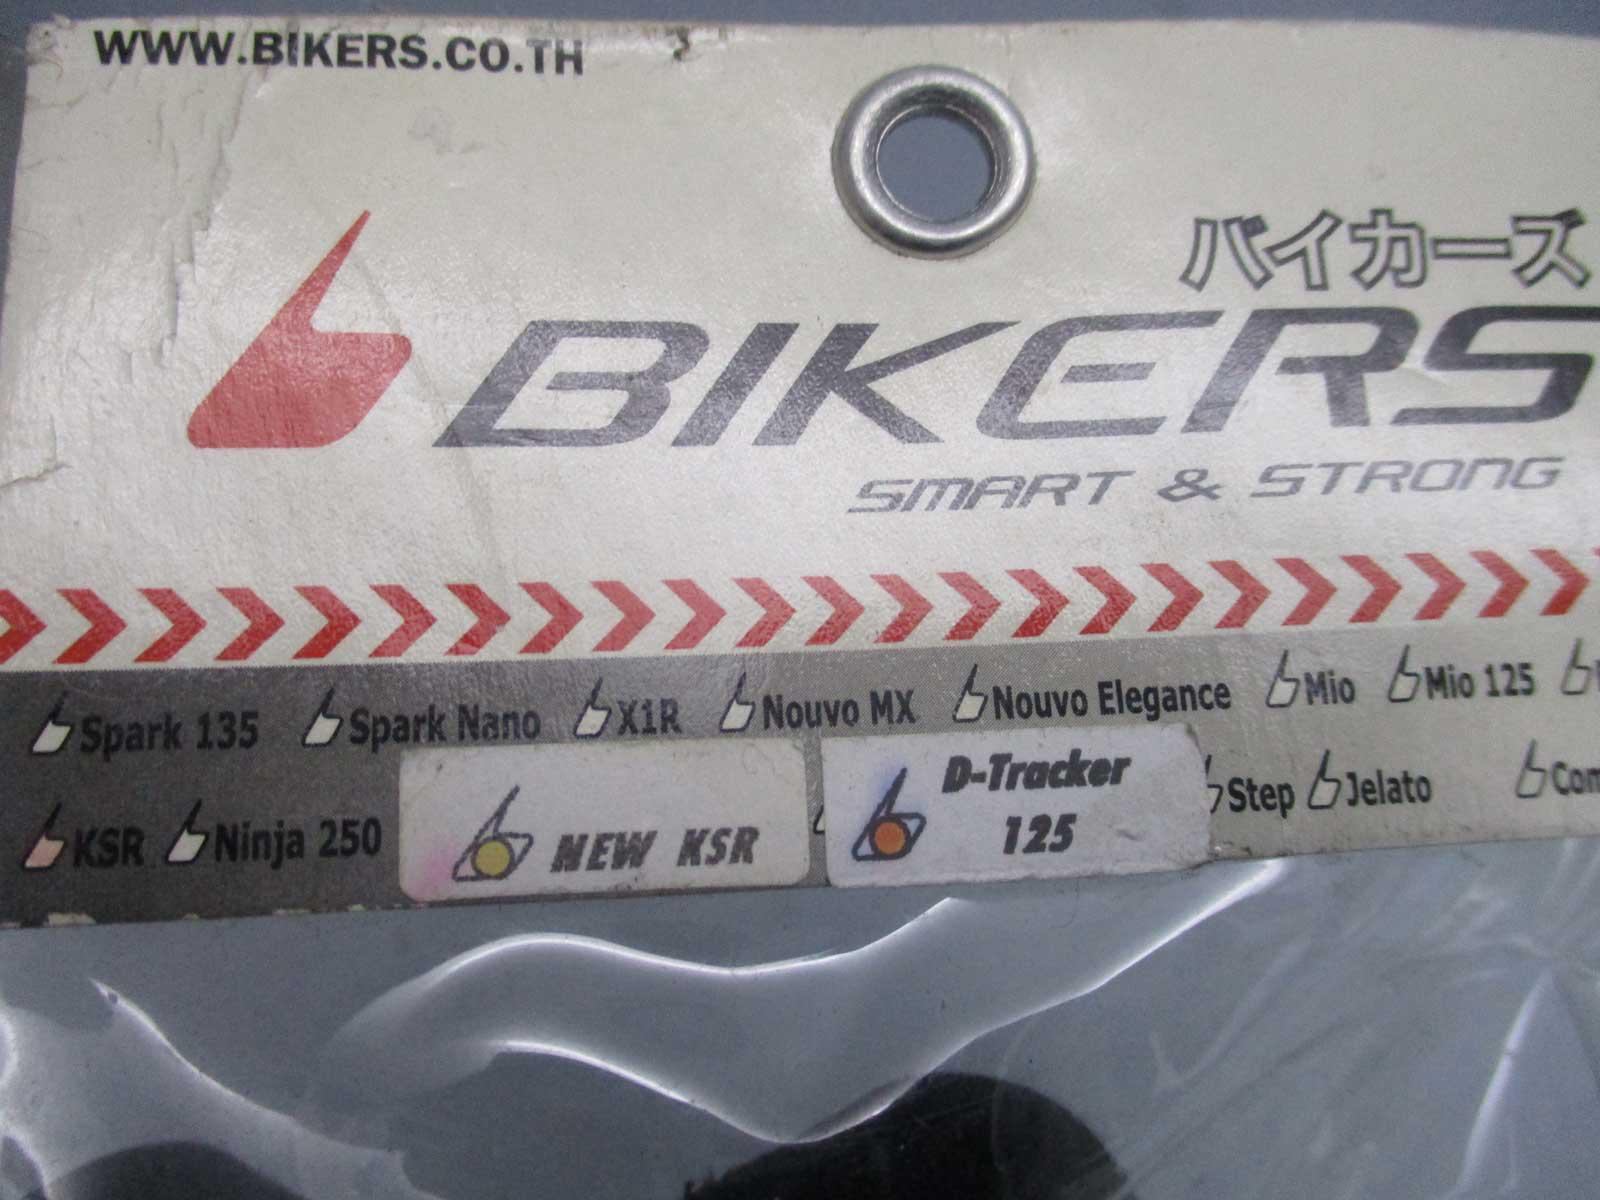 WWW.BIKERS.CO.TH
バイカーズ
BIKERS
SMART & STRONG
Spark 135 Spark Nano X1R Nouvo MX Nouvo Elegance Mio Mio 125
KSR Ninja 250 NEW KSR D-Tracker 125 Step Jelato